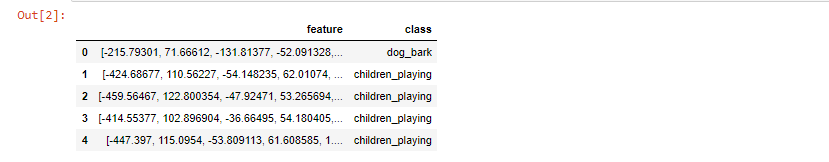 Out[2]:
feature class
0 [-215.79301, 71.66612, -131.81377, -52.091328,... dog_bark
1 [-424.68677, 110.56227, -54.148235, 62.01074, ... children_playing
2 [-459.56467, 122.800354, -47.92471, 53.265694,... children_playing
3 [-414.55377, 102.896904, -36.66495, 54.180405,... children_playing
4 [-447.397, 115.0954, -53.809113, 61.608585, 1.... children_playing